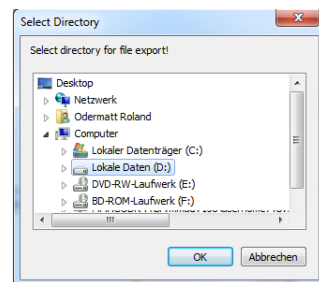 Select Directory
Select directory for file export!
Desktop
Netzwerk
Odermatt Roland
Computer
Lokaler Datenträger (C:)
Lokale Daten (D:)
DVD-RW-Laufwerk (E:)
BD-ROM-Laufwerk (F:)
OK
Abbrechen